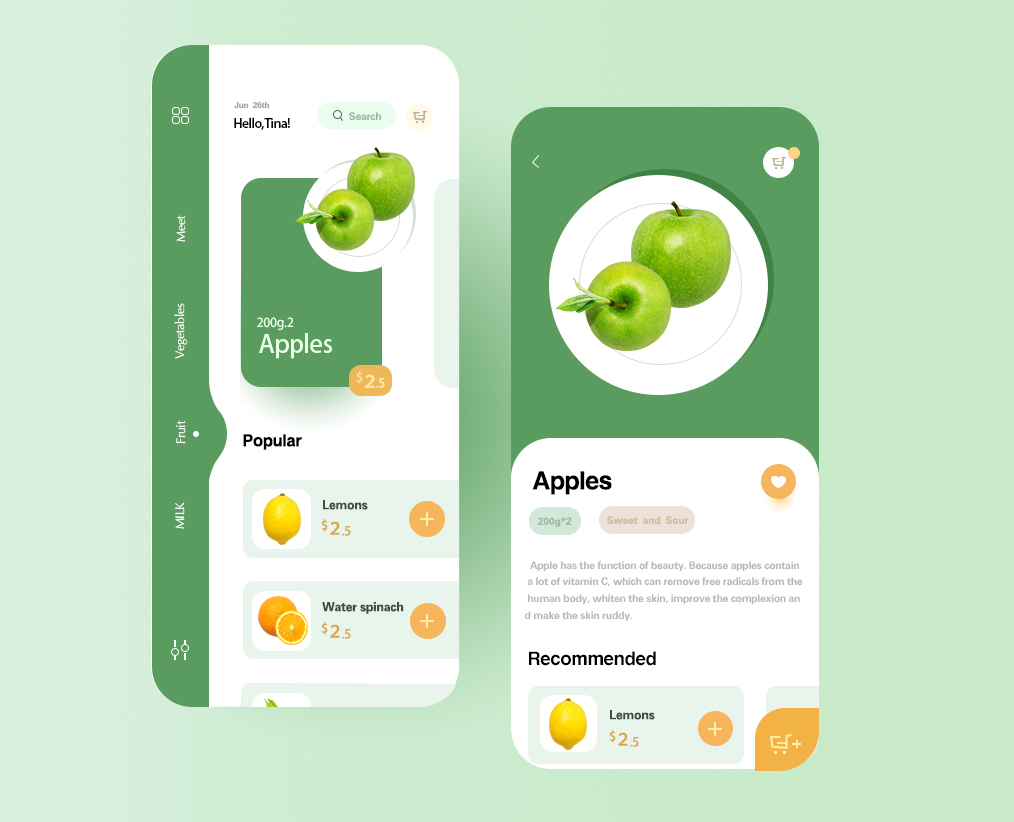 Jun 26th
Hello,Tina!
Search
Meet
Vegetables
Fruit
MILK
200g.2
Apples
$2.5
Popular
Lemons
$2.5
Water spinach
$2.5
Apples
200g*2
Sweet and Sour
Apple has the function of beauty. Because apples contain
a lot of vitamin C, which can remove free radicals from the
human body, whiten the skin, improve the complexion an
d make the skin ruddy.
Recommended
Lemons
$2.5